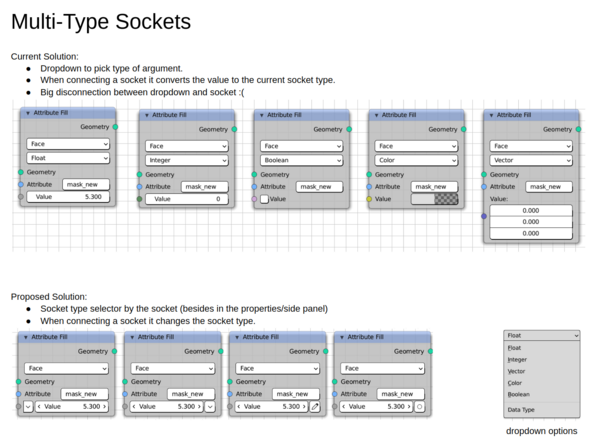 Multi-Type Sockets
Current Solution:
● Dropdown to pick type of argument.
● When connecting a socket it converts the value to the current socket type.
● Big disconnection between dropdown and socket :(
Attribute Fill
Geometry
Face
Float
Geometry
Attribute mask_new
Value 5.300
Attribute Fill
Geometry
Face
Integer
Geometry
Attribute mask_new
Value 0
Attribute Fill
Geometry
Face
Boolean
Geometry
Attribute mask_new
Value
Attribute Fill
Geometry
Face
Color
Geometry
Attribute mask_new
Value
Attribute Fill
Geometry
Face
Vector
Geometry
Attribute mask_new
Value:
0.000
0.000
0.000
Proposed Solution:
● Socket type selector by the socket (besides in the properties/side panel)
● When connecting a socket it changes the socket type.
Attribute Fill
Geometry
Face
Geometry
Attribute mask_new
Value 5.300
Attribute Fill
Geometry
Face
Geometry
Attribute mask_new
Value 5.300
Attribute Fill
Geometry
Face
Geometry
Attribute mask_new
Value 5.300
Attribute Fill
Geometry
Face
Geometry
Attribute mask_new
Value 5.300
Float
Float
Integer
Vector
Color
Boolean
Data Type
dropdown options